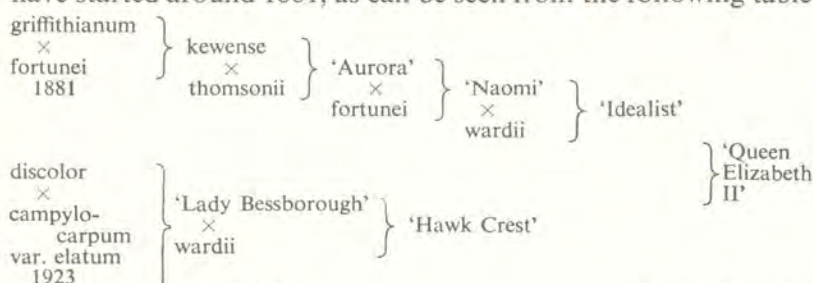 have started around 1881, as can be seen from the following table
griffithianum
×
fortunei
1881
kewense
×
thomsonii
'Aurora'
×
fortunei
'Naomi'
×
wardii
'Idealist'
discolor
×
campylo-
carpum
var. elatum
1923
'Lady Bessborough'
×
wardii
'Hawk Crest'
'Queen
Elizabeth
II'